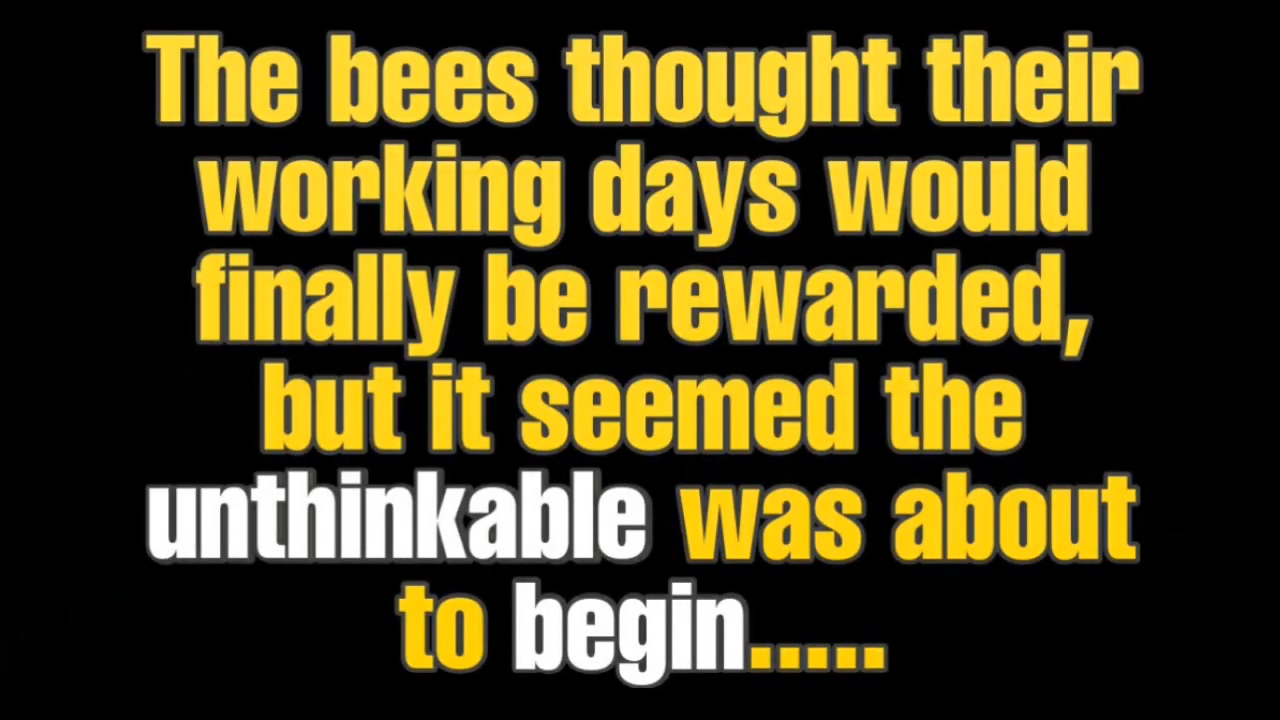 The bees thought their
working days would
finally be rewarded,
but it seemed the
unthinkable was about
to begin.....